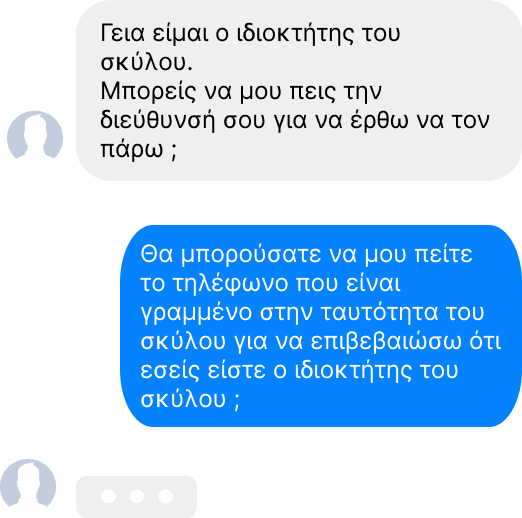 Γεια είμαι ο ιδιοκτήτης του
σκύλου.
Μπορείς να μου πεις την
διεύθυνσή σου για να έρθω να τον
πάρω ;
Θα μπορούσατε να μου πείτε
το τηλέφωνο που είναι
γραμμένο στην ταυτότητα του
σκύλου για να επιβεβαιώσω ότι
εσείς είστε ο ιδιοκτήτης του
σκύλου ;